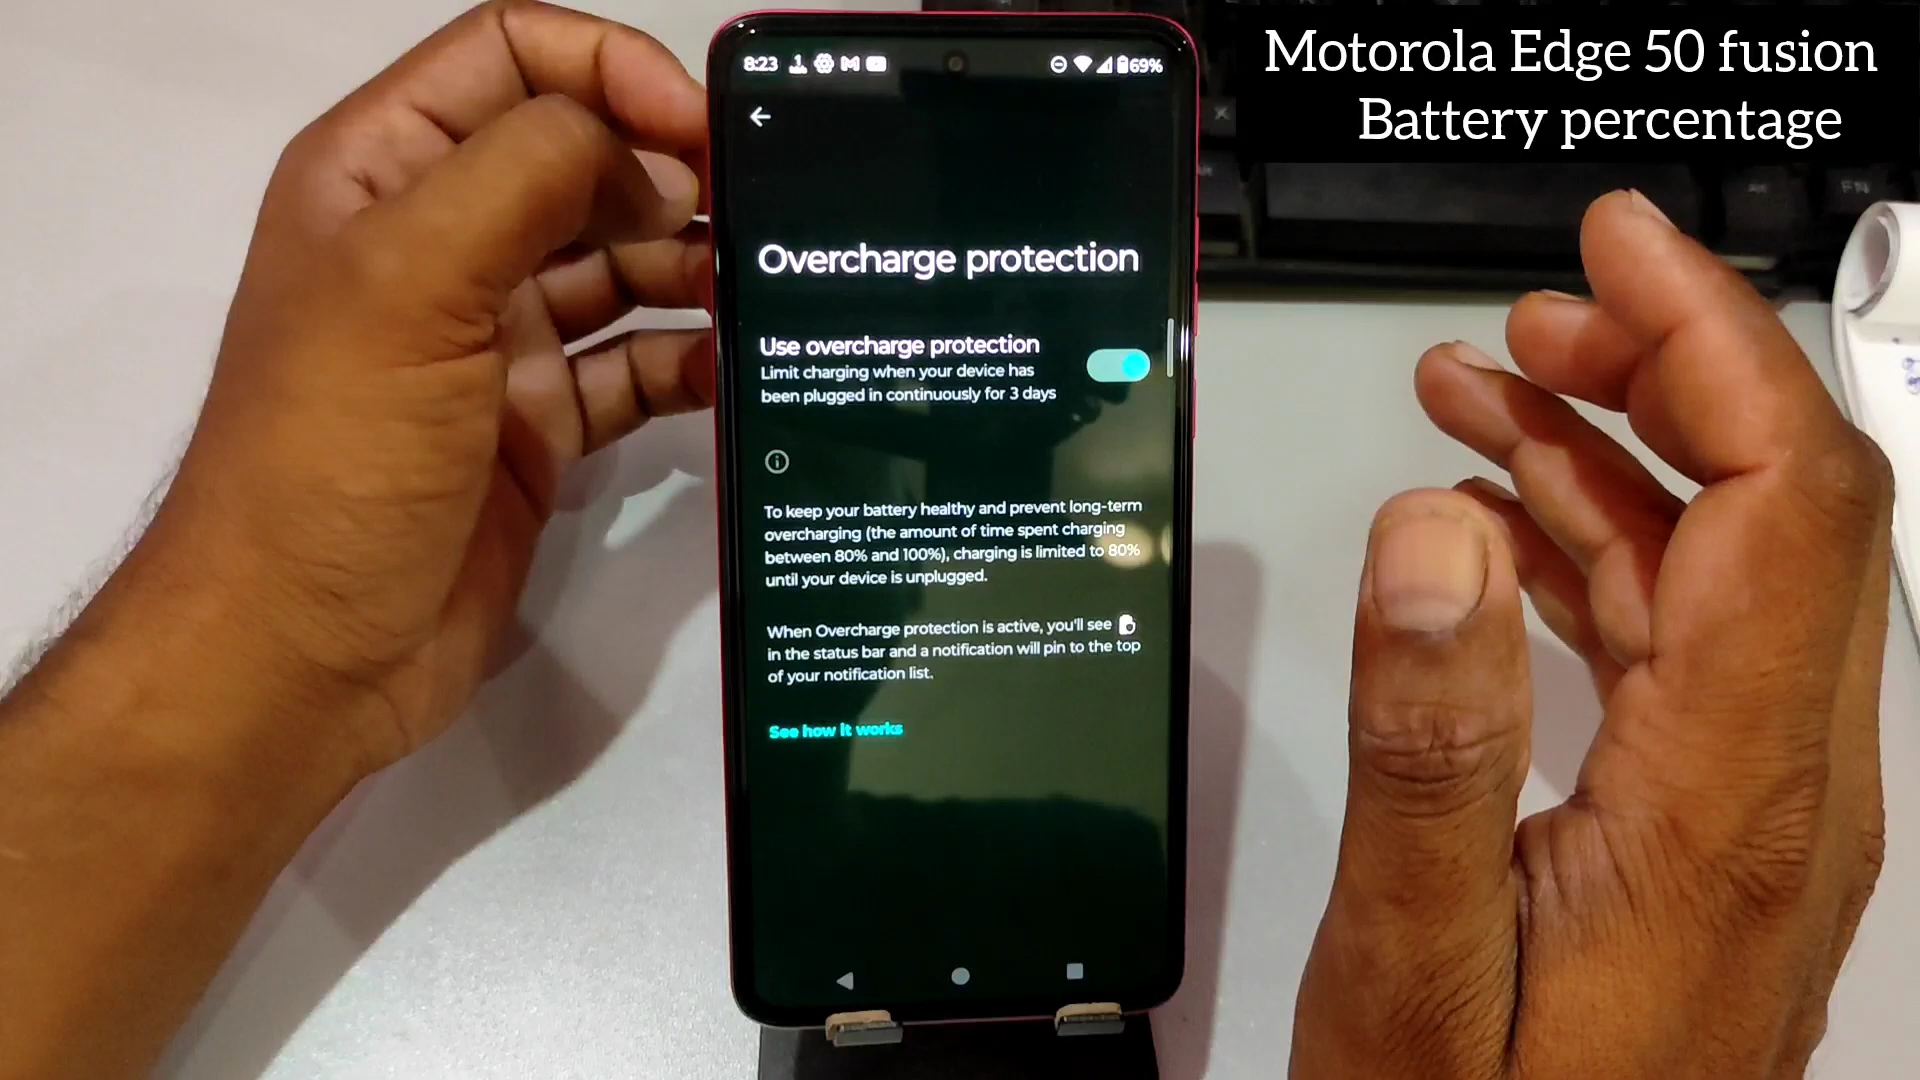 Motorola Edge 50 fusion
Battery percentage
8:23
69%
Overcharge protection
Use overcharge protection
Limit charging when your device has
been plugged in continuously for 3 days
To keep your battery healthy and prevent long-term
overcharging (the amount of time spent charging
between 80% and 100%), charging is limited to 80%
until your device is unplugged.
When Overcharge protection is active, you'll see
in the status bar and a notification will pin to the top
of your notification list.
See how it works
FN